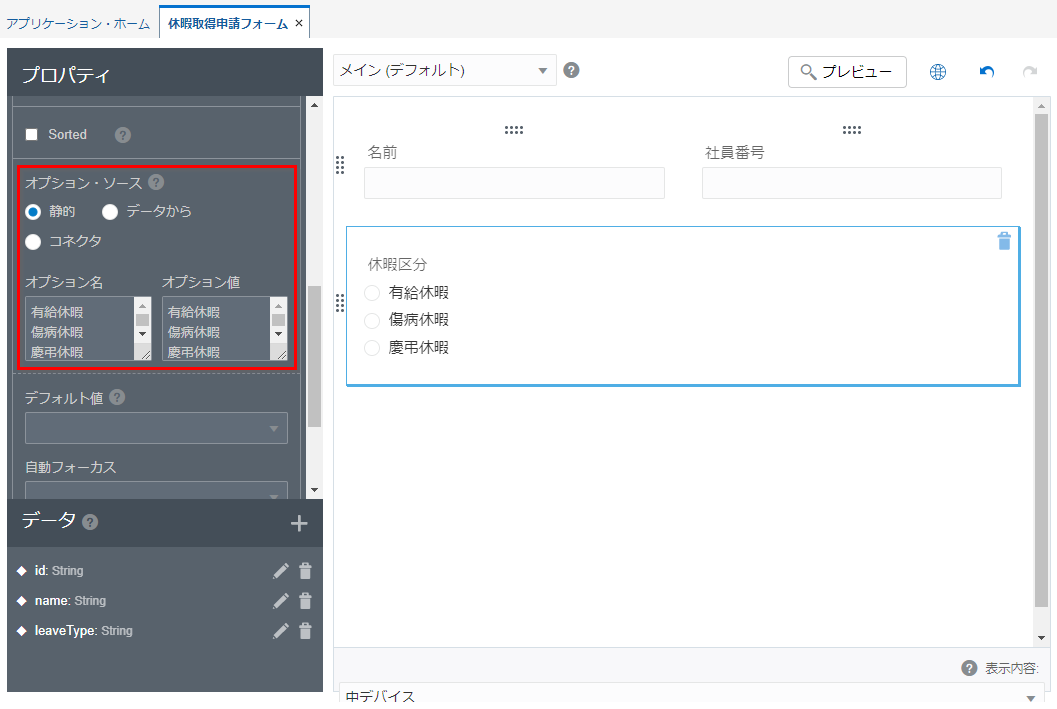 アプリケーション・ホーム
休暇取得申請フォーム ×
プロパティ
Sorted ?
オプション・ソース ?
静的 データから
コネクタ
オプション名 オプション値
有給休暇 有給休暇
傷病休暇 傷病休暇
慶弔休暇 慶弔休暇
デフォルト値 ?
自動フォーカス
データ ?
id: String
name: String
leaveType: String
メイン (デフォルト) ?
プレビュー
名前 社員番号
休暇区分
有給休暇
傷病休暇
慶弔休暇
? 表示内容:
中デバイス